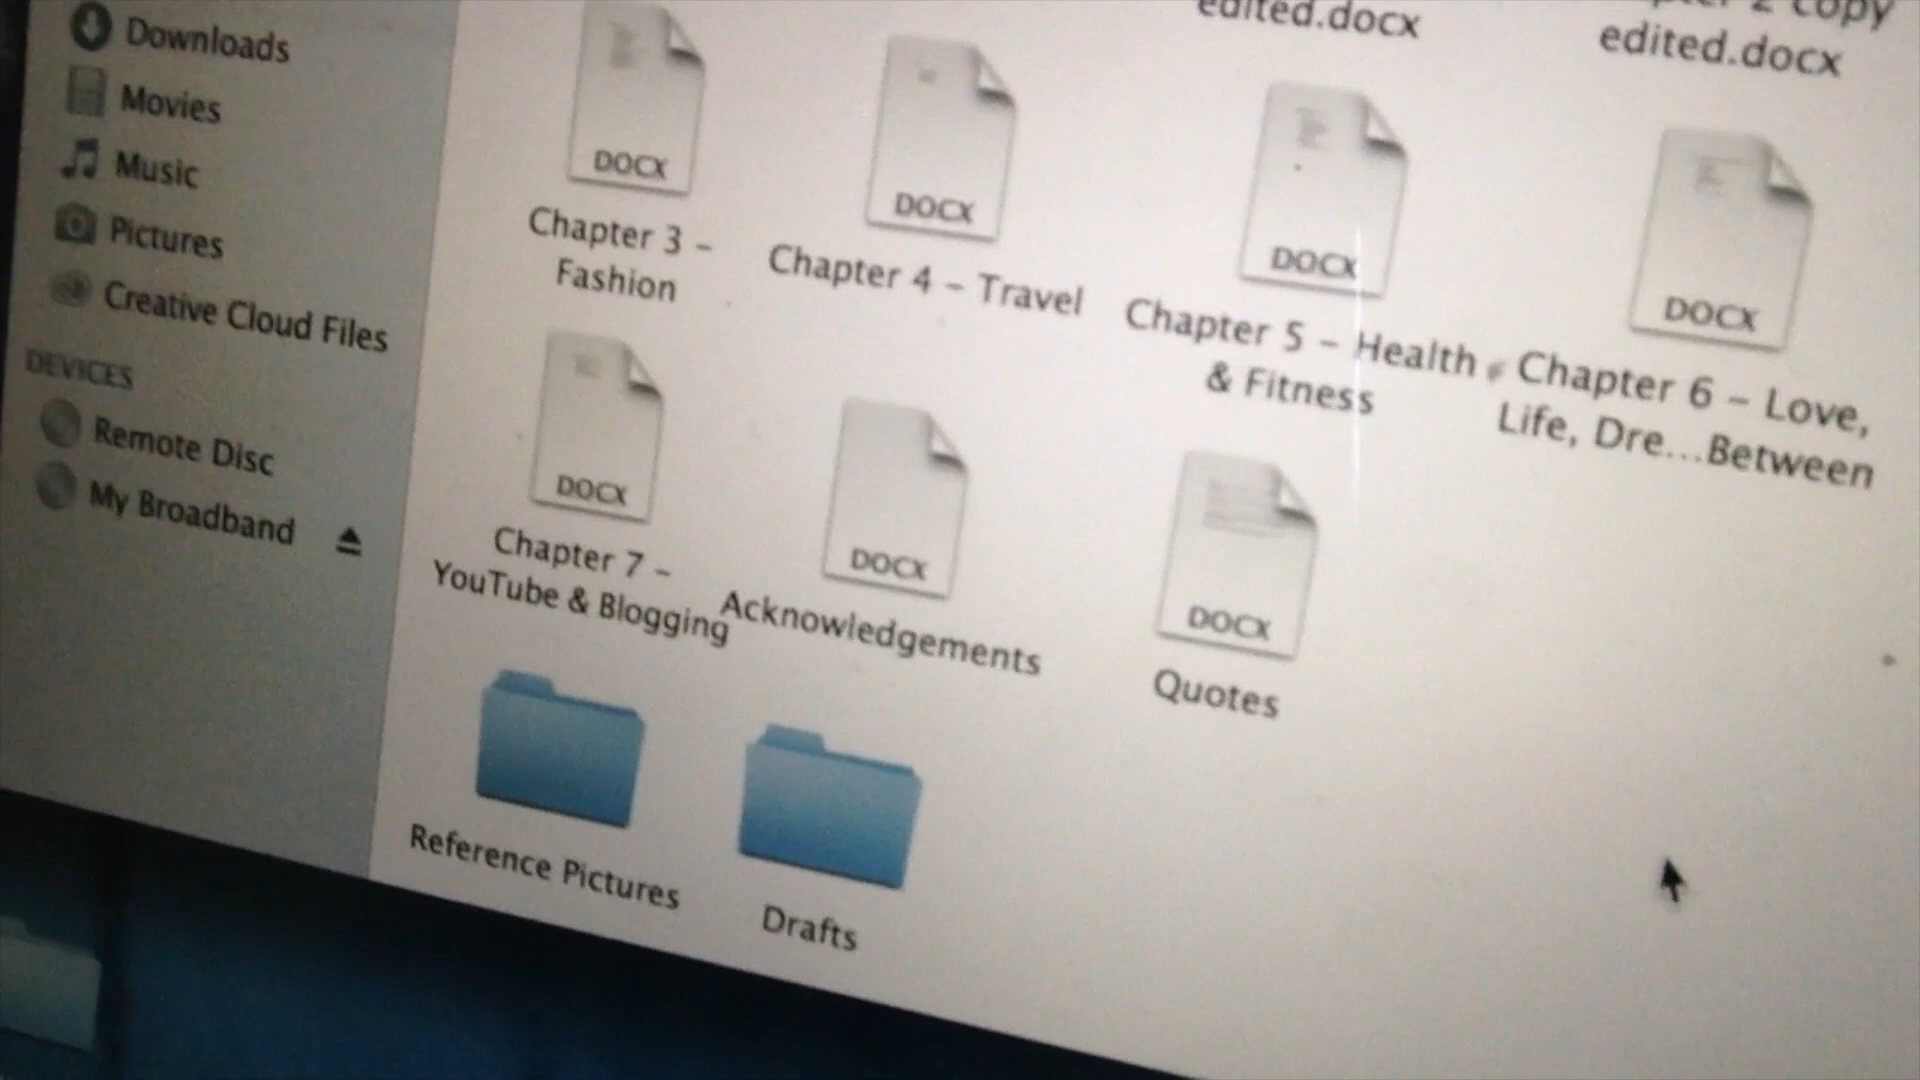 Downloads
Movies
Music
Pictures
Creative Cloud Files
DEVICES
Remote Disc
My Broadband
edited.docx
2 copy
edited.docx
DOCX
Chapter 3 –
Fashion
DOCX
Chapter 4 – Travel
DOCX
Chapter 5 – Health
& Fitness
DOCX
Chapter 6 – Love,
Life, Dre...Between
DOCX
Chapter 7 –
YouTube & Blogging
DOCX
Acknowledgements
DOCX
Quotes
Reference Pictures
Drafts